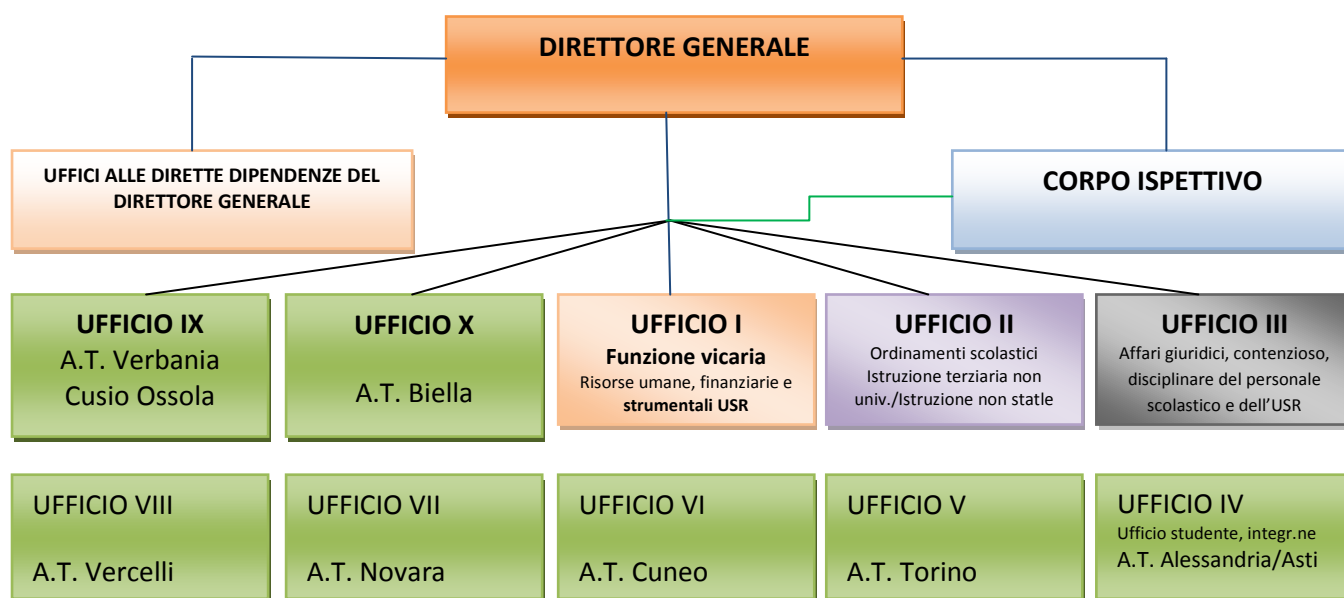 DIRETTORE GENERALE
UFFICI ALLE DIRETTE DIPENDENZE DEL
DIRETTORE GENERALE
CORPO ISPETTIVO
UFFICIO IX
A.T. Verbania
Cusio Ossola
UFFICIO X
A.T. Biella
UFFICIO I
Funzione vicaria
Risorse umane, finanziarie e
strumentali USR
UFFICIO II
Ordinamenti scolastici
Istruzione terziaria non
univ./Istruzione non statle
UFFICIO III
Affari giuridici, contenzioso,
disciplinare del personale
scolastico e dell'USR
UFFICIO VIII
A.T. Vercelli
UFFICIO VII
A.T. Novara
UFFICIO VI
A.T. Cuneo
UFFICIO V
A.T. Torino
UFFICIO IV
Ufficio studente, integr.ne
A.T. Alessandria/Asti